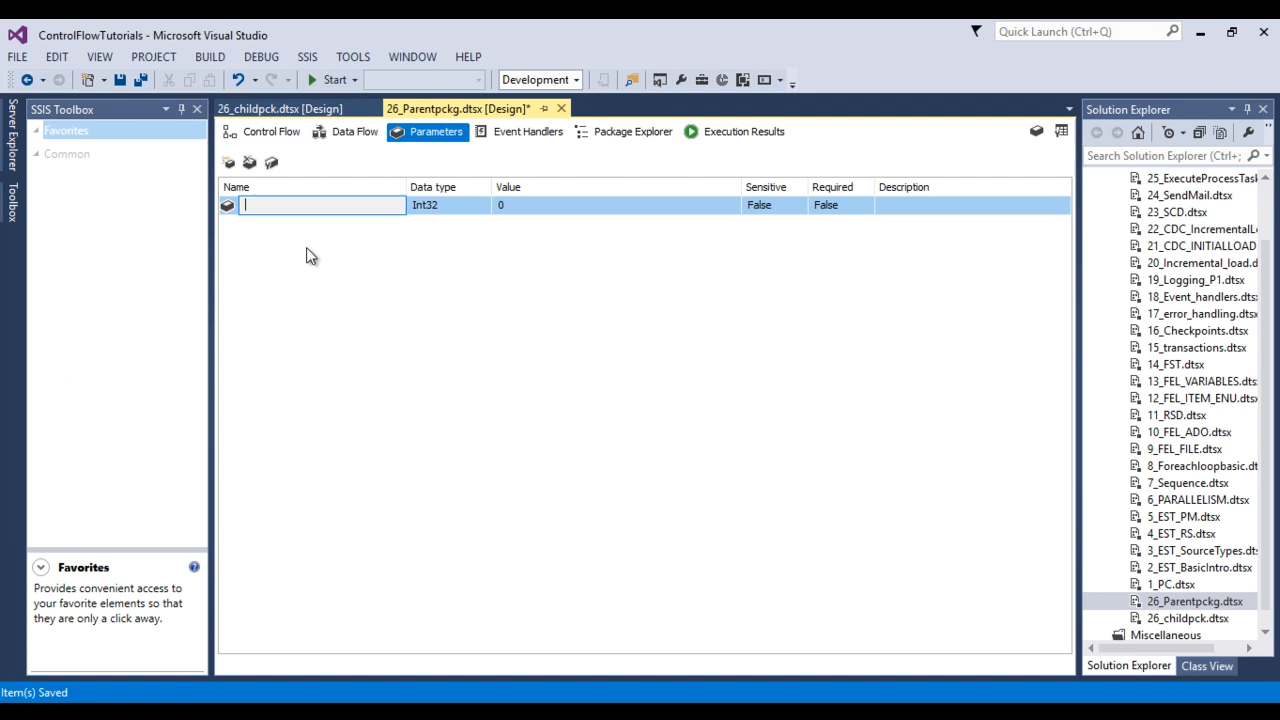 ControlFlowTutorials - Microsoft Visual Studio
Quick Launch (Ctrl+Q)
FILE EDIT VIEW PROJECT BUILD DEBUG SSIS TOOLS WINDOW HELP
Start
Development
Server Explorer
Toolbox
SSIS Toolbox
Favorites
Common
Favorites
Provides convenient access to
your favorite elements so that
they are only a click away.
26_childpck.dtsx [Design] 26_Parentpckg.dtsx [Design]*
Control Flow Data Flow Parameters Event Handlers Package Explorer Execution Results
Name Data type Value Sensitive Required Description
Int32 0 False False
Solution Explorer
Search Solution Explorer (Ctrl+;
25_ExecuteProcessTas
24_SendMail.dtsx
23_SCD.dtsx
22_CDC_Incremental
21_CDC_INITIALLOAD
20_Incremental_load.d
19_Logging_P1.dtsx
18_Event_handlers.dts
17_error_handling.dtsx
16_Checkpoints.dtsx
15_transactions.dtsx
14_FST.dtsx
13_FEL_VARIABLES.dts
12_FEL_ITEM_ENU.dtsx
11_RSD.dtsx
10_FEL_ADO.dtsx
9_FEL_FILE.dtsx
8_Foreachloopbasic.dt
7_Sequence.dtsx
6_PARALLELISM.dtsx
5_EST_PM.dtsx
4_EST_RS.dtsx
3_EST_SourceTypes.dt
2_EST_BasicIntro.dtsx
1_PC.dtsx
26_Parentpckg.dtsx
26_childpck.dtsx
Miscellaneous
Solution Explorer Class View
Item(s) Saved